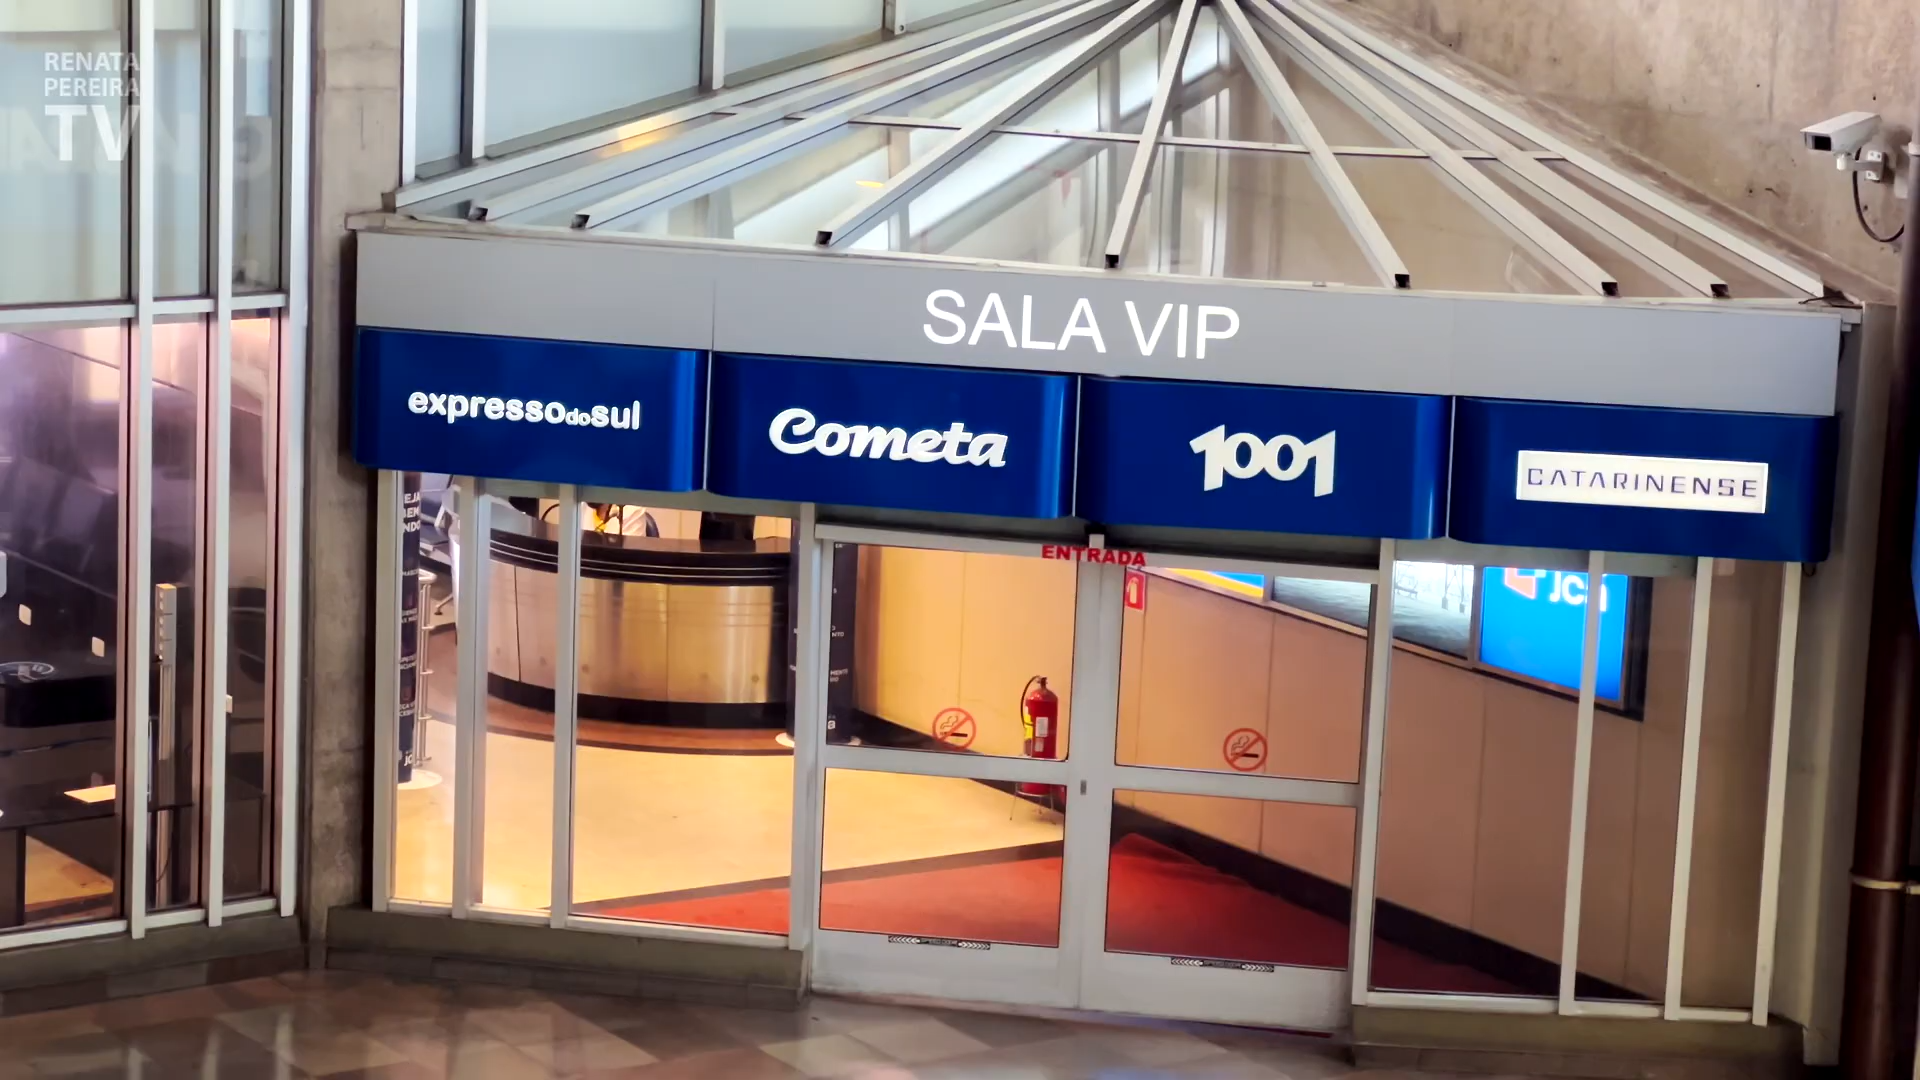 RENATA
PEREIRA
TV
SALA VIP
expressodosul
Cometa
1001
CATARINENSE
ENTRADA
jca